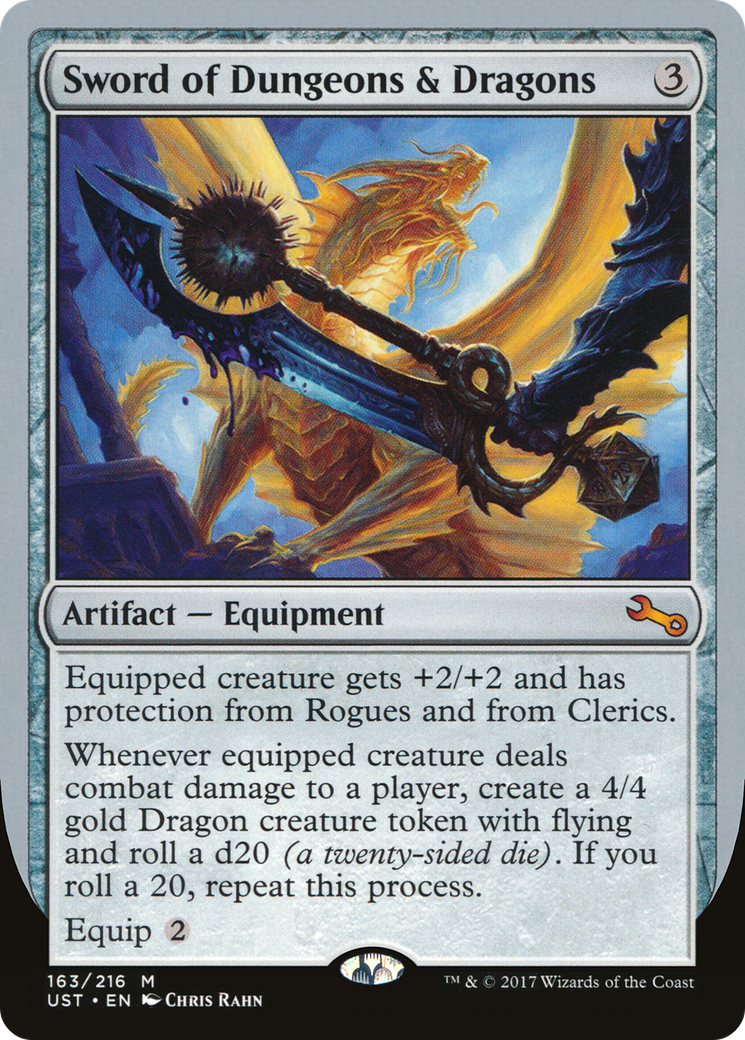 Sword of Dungeons & Dragons 3
20
Artifact — Equipment
Equipped creature gets +2/+2 and has
protection from Rogues and from Clerics.
Whenever equipped creature deals
combat damage to a player, create a 4/4
gold Dragon creature token with flying
and roll a d20 (a twenty-sided die). If you
roll a 20, repeat this process.
Equip 2
163/216 M
UST • EN Chris Rahn
™ & © 2017 Wizards of the Coast